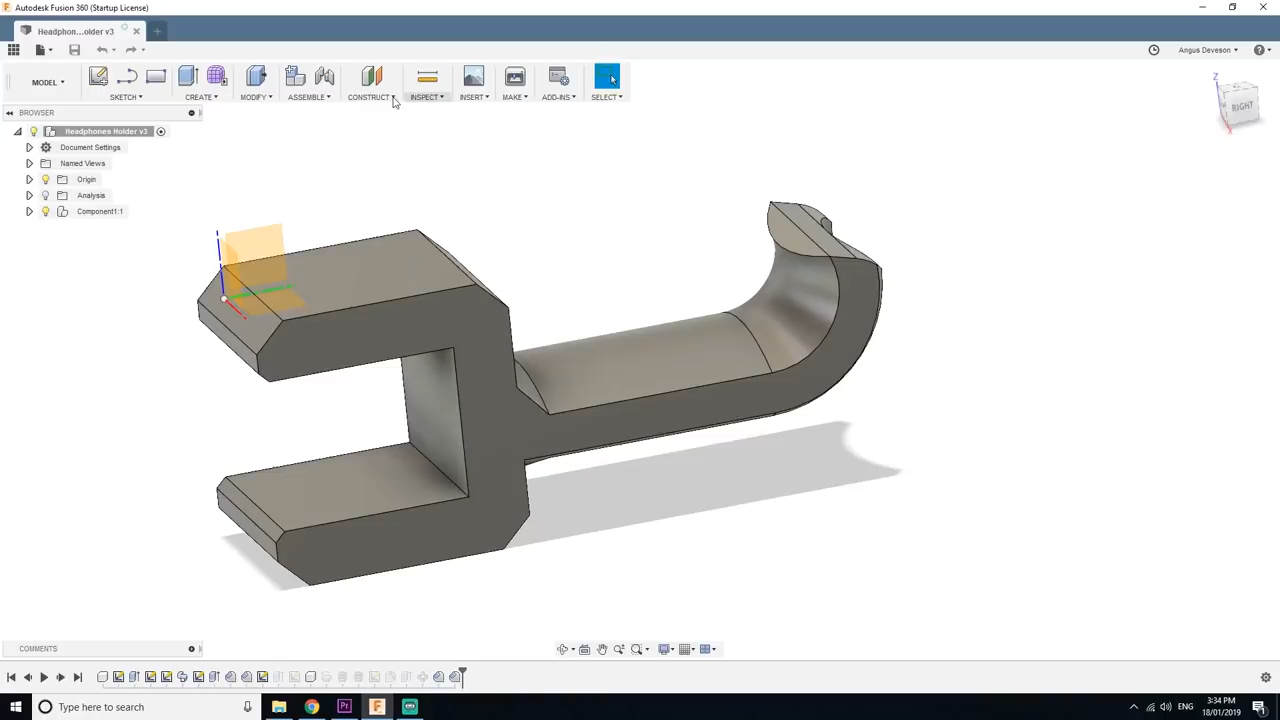 Autodesk Fusion 360 (Startup License)
Headphon...older v3
Angus Deveson
MODEL
SKETCH
CREATE
MODIFY
ASSEMBLE
CONSTRUCT
INSPECT
INSERT
MAKE
ADD-INS
SELECT
BROWSER
Headphones Holder v3
Document Settings
Named Views
Origin
Analysis
Component1:1
Z
RIGHT
X
COMMENTS
Type here to search
Pr
F
ENG
3:34 PM
18/01/2019
1